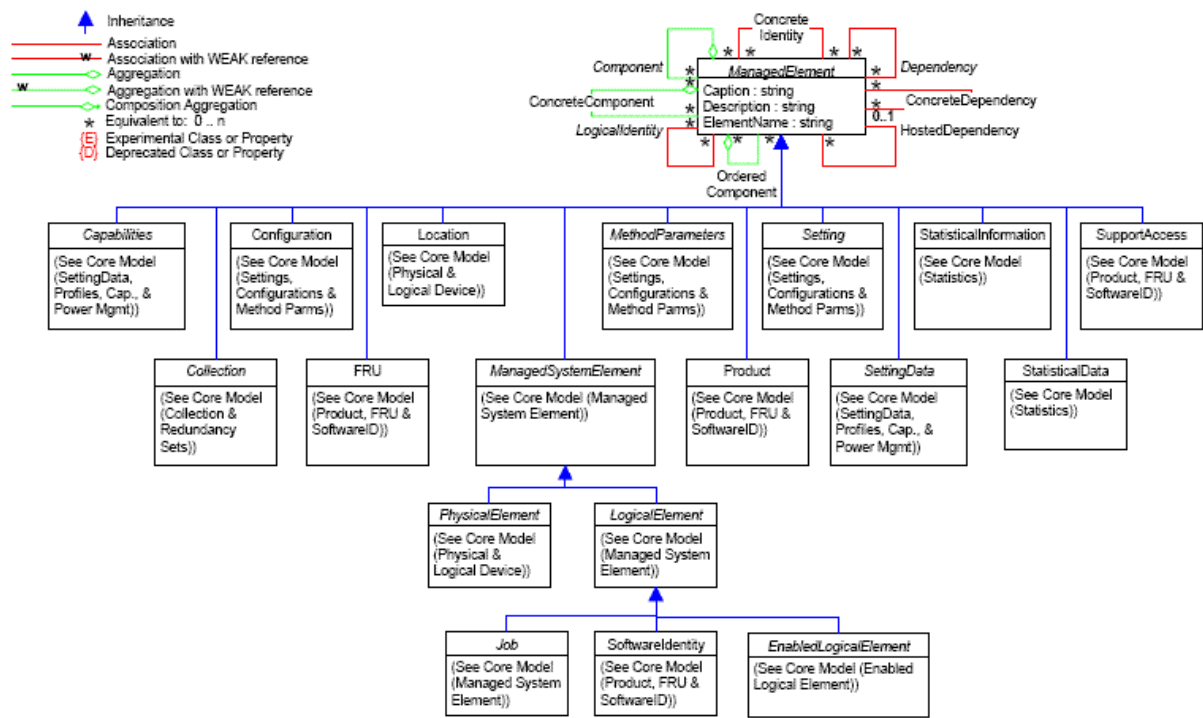 Inheritance
Association
w
Association with WEAK reference
Aggregation
w
Aggregation with WEAK reference
Composition Aggregation
* Equivalent to: 0 .. n
{E} Experimental Class or Property
{D} Deprecated Class or Property
Concrete
Identity
Component
* * * *
ManagedElement
Dependency
*
*
Caption : string
Description : string
ElementName : string
ConcreteComponent
*
*
*
*
ConcreteDependency
0..1
LogicalIdentity
*
*
HostedDependency
* * * *
Ordered
Component
Capabilities
(See Core Model
(SettingData,
Profiles, Cap., &
Power Mgmt))
Configuration
(See Core Model
(Settings,
Configurations &
Method Parms))
Location
(See Core Model
(Physical &
Logical Device))
MethodParameters
(See Core Model
(Settings,
Configurations &
Method Parms))
Setting
(See Core Model
(Settings,
Configurations &
Method Parms))
StatisticalInformation
(See Core Model
(Statistics))
SupportAccess
(See Core Model
(Product, FRU &
SoftwareID))
Collection
(See Core Model
(Collection &
Redundancy
Sets))
FRU
(See Core Model
(Product, FRU &
SoftwareID))
ManagedSystemElement
(See Core Model (Managed
System Element))
Product
(See Core Model
(Product, FRU &
SoftwareID))
SettingData
(See Core Model
(SettingData,
Profiles, Cap., &
Power Mgmt))
StatisticalData
(See Core Model
(Statistics))
PhysicalElement
(See Core Model
(Physical &
Logical Device))
LogicalElement
(See Core Model
(Managed System
Element))
Job
(See Core Model
(Managed System
Element))
SoftwareIdentity
(See Core Model
(Product, FRU &
SoftwareID))
EnabledLogicalElement
(See Core Model (Enabled
Logical Element))